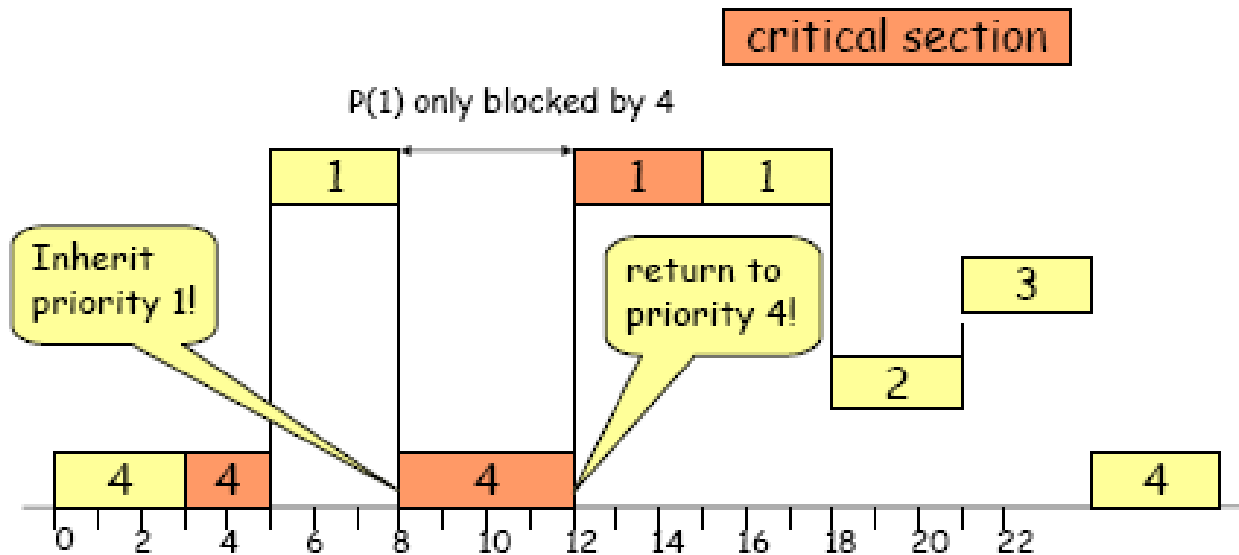 critical section
P(1) only blocked by 4
1
1
1
Inherit
priority 1!
return to
priority 4!
3
2
4
4
4
4
0 2 4 6 8 10 12 14 16 18 20 22